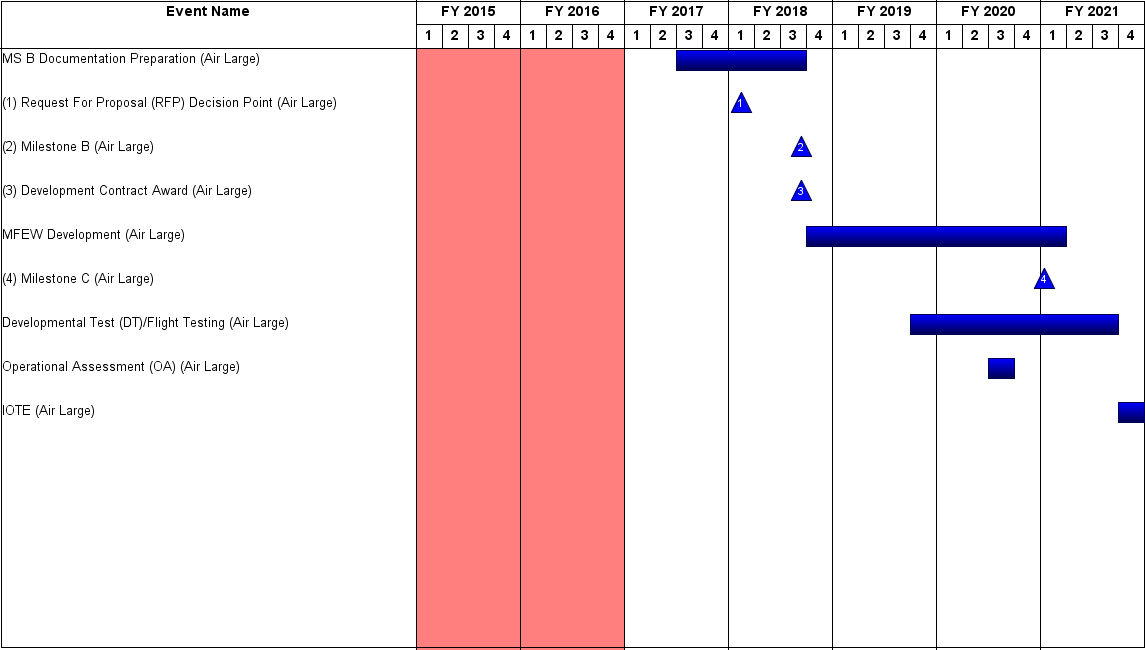 Event Name FY 2015 FY 2016 FY 2017 FY 2018 FY 2019 FY 2020 FY 2021
1 2 3 4 1 2 3 4 1 2 3 4 1 2 3 4 1 2 3 4 1 2 3 4 1 2 3 4
MS B Documentation Preparation (Air Large)
(1) Request For Proposal (RFP) Decision Point (Air Large) 1
(2) Milestone B (Air Large) 2
(3) Development Contract Award (Air Large) 3
MFEW Development (Air Large)
(4) Milestone C (Air Large) 4
Developmental Test (DT)/Flight Testing (Air Large)
Operational Assessment (OA) (Air Large)
IOTE (Air Large)